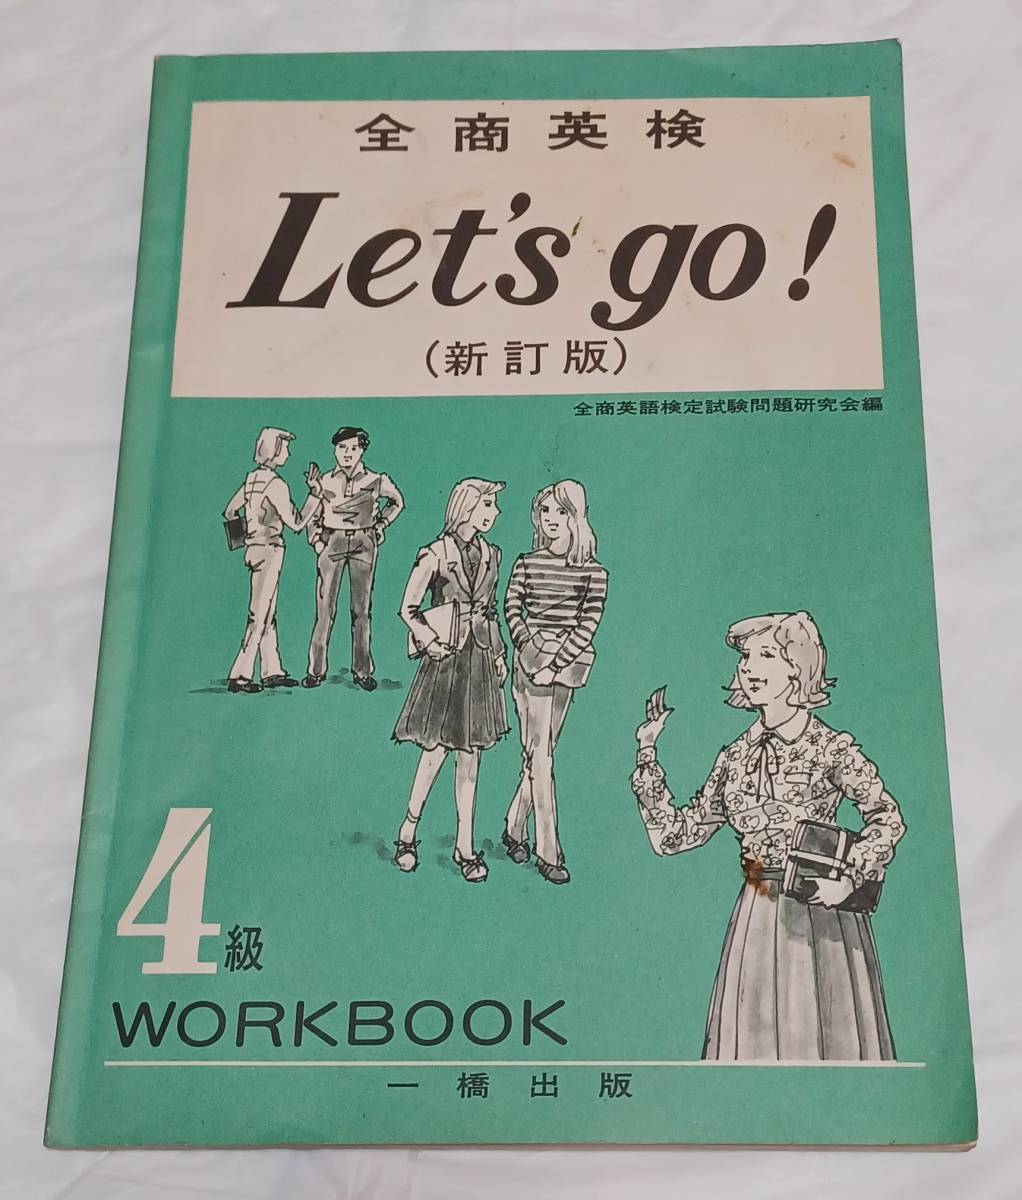 全商英検
Let's go!
(新訂版)
全商英語検定試験問題研究会編
4級
WORKBOOK
一橋出版